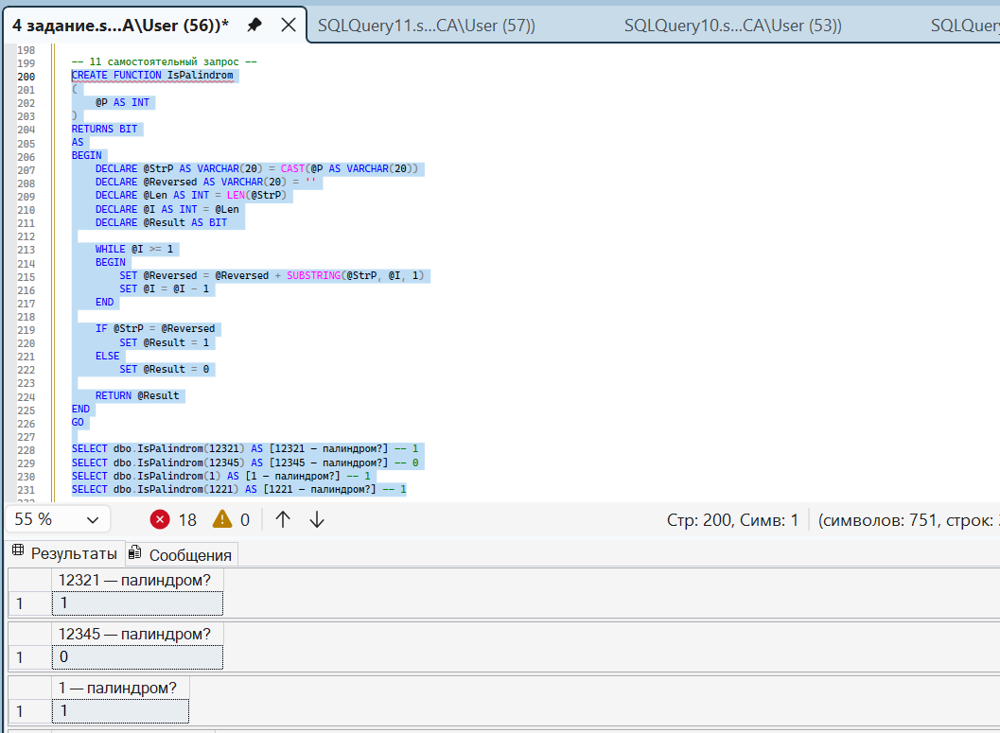 4 задание.s...A\User (56))*
SQLQuery11.s...CA\User (57))
SQLQuery10.s...CA\User (53))
SQLQuery
198
199 -- 11 самостоятельный запрос --
200 CREATE FUNCTION IsPalindrom
201 (
202 @P AS INT
203 )
204 RETURNS BIT
205 AS
206 BEGIN
207 DECLARE @StrP AS VARCHAR(20) = CAST(@P AS VARCHAR(20))
208 DECLARE @Reversed AS VARCHAR(20) = ''
209 DECLARE @Len AS INT = LEN(@StrP)
210 DECLARE @I AS INT = @Len
211 DECLARE @Result AS BIT
212
213 WHILE @I >= 1
214 BEGIN
215 SET @Reversed = @Reversed + SUBSTRING(@StrP, @I, 1)
216 SET @I = @I - 1
217 END
218
219 IF @StrP = @Reversed
220 SET @Result = 1
221 ELSE
222 SET @Result = 0
223
224 RETURN @Result
225 END
226 GO
227
228 SELECT dbo.IsPalindrom(12321) AS [12321 — палиндром?] -- 1
229 SELECT dbo.IsPalindrom(12345) AS [12345 — палиндром?] -- 0
230 SELECT dbo.IsPalindrom(1) AS [1 — палиндром?] -- 1
231 SELECT dbo.IsPalindrom(1221) AS [1221 — палиндром?] -- 1
55 %
18
0
Стр: 200, Симв: 1
(символов: 751, строк:
Результаты
Сообщения
12321 — палиндром?
1 1
12345 — палиндром?
1 0
1 — палиндром?
1 1